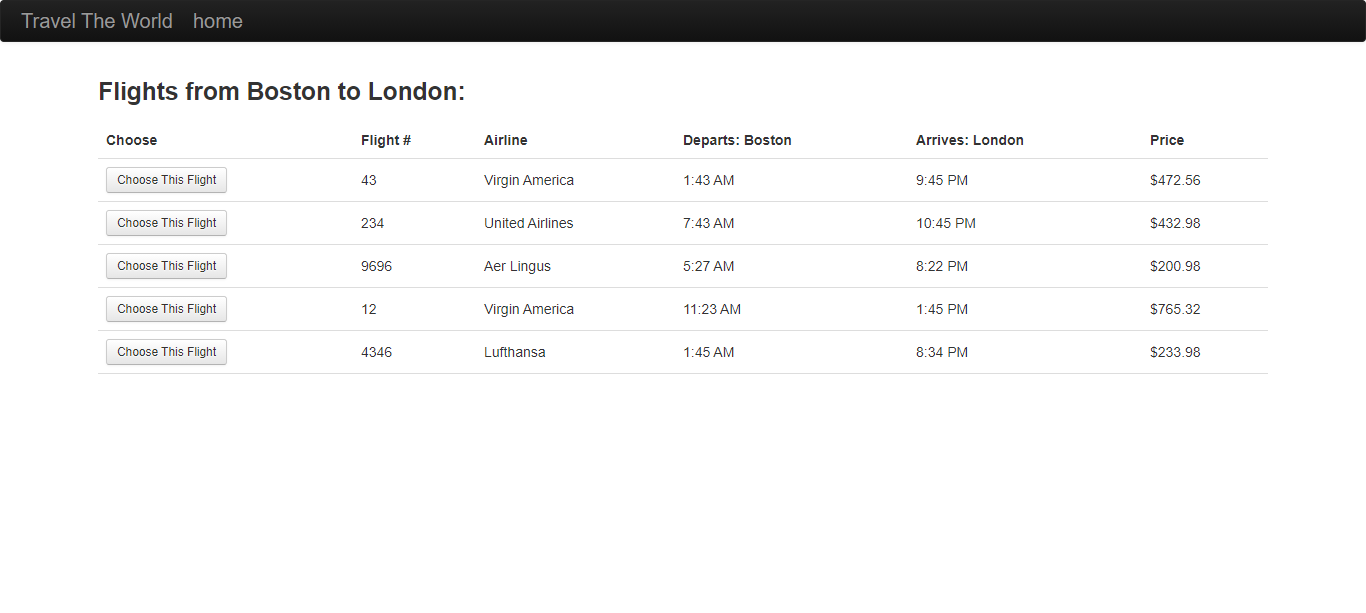 Travel The World home
Flights from Boston to London:
Choose Flight # Airline Departs: Boston Arrives: London Price
Choose This Flight 43 Virgin America 1:43 AM 9:45 PM $472.56
Choose This Flight 234 United Airlines 7:43 AM 10:45 PM $432.98
Choose This Flight 9696 Aer Lingus 5:27 AM 8:22 PM $200.98
Choose This Flight 12 Virgin America 11:23 AM 1:45 PM $765.32
Choose This Flight 4346 Lufthansa 1:45 AM 8:34 PM $233.98